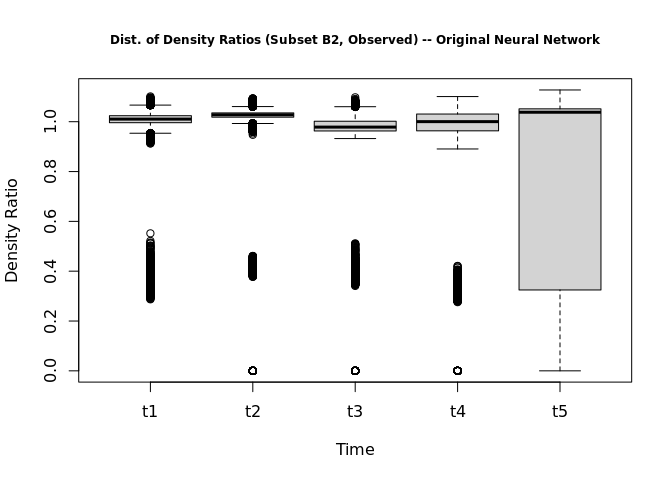 Dist. of Density Ratios (Subset B2, Observed) -- Original Neural Network
Density Ratio
1.0
0.8
0.6
0.4
0.2
0.0
t1 t2 t3 t4 t5
Time